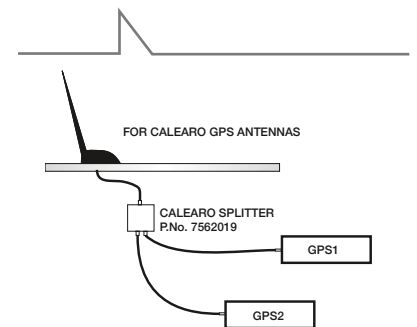 FOR CALEARO GPS ANTENNAS
CALEARO SPLITTER
P.No. 7562019
GPS1
GPS2